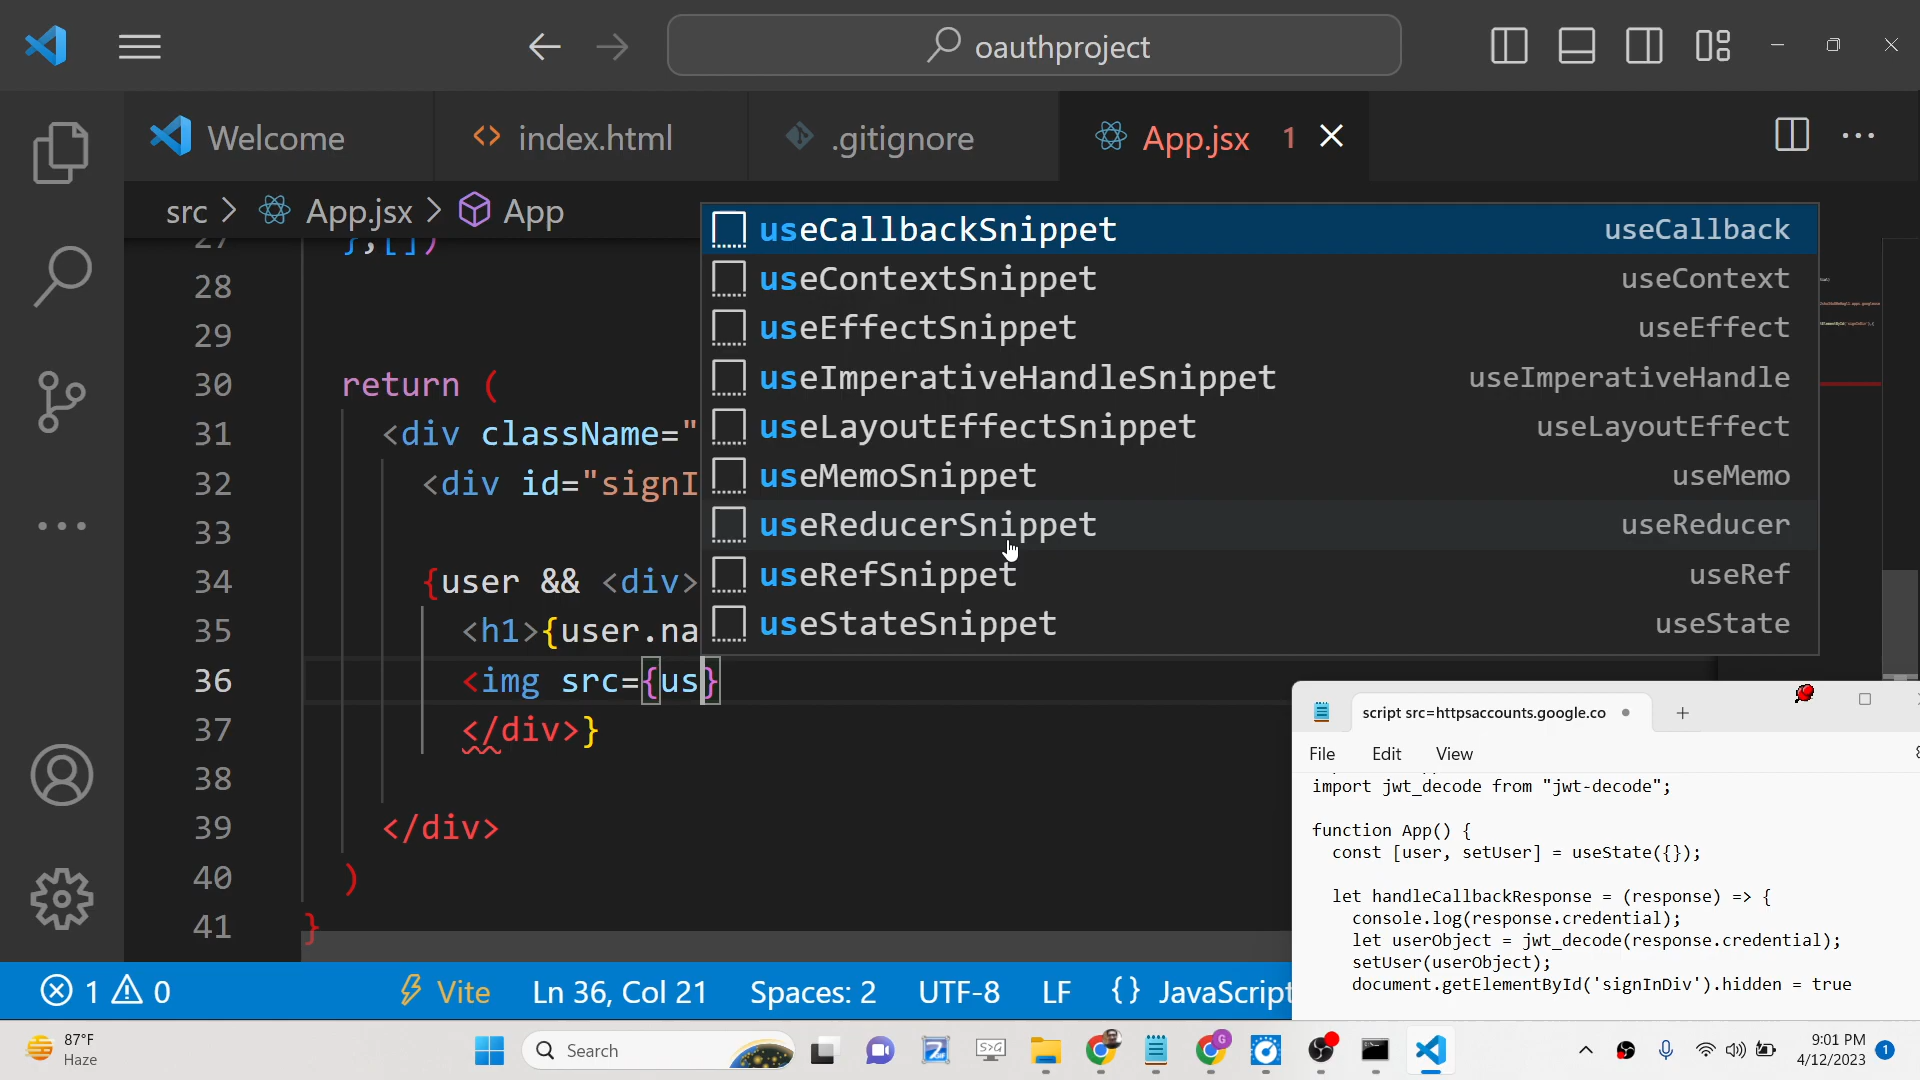 oauthproject
Welcome
index.html
.gitignore
App.jsx 1
src > App.jsx > App
useCallbackSnippet useCallback
useContextSnippet useContext
useEffectSnippet useEffect
useImperativeHandleSnippet useImperativeHandle
useLayoutEffectSnippet useLayoutEffect
useMemoSnippet useMemo
useReducerSnippet useReducer
useRefSnippet useRef
useStateSnippet useState
27 },[])
28
29
30 return (
31 <div className="
32 <div id="signI
33
34 {user && <div>
35 <h1>{user.na
36 <img src={us}
37 </div>}
38
39 </div>
40 )
41 }
script src=httpsaccounts.google.co
File Edit View
import jwt_decode from "jwt-decode";
function App() {
const [user, setUser] = useState({});
let handleCallbackResponse = (response) => {
console.log(response.credential);
let userObject = jwt_decode(response.credential);
setUser(userObject);
document.getElementById('signInDiv').hidden = true
1 0 Vite Ln 36, Col 21 Spaces: 2 UTF-8 LF {} JavaScript
87°F
Haze
Search
S>G
G
9:01 PM
4/12/2023
1